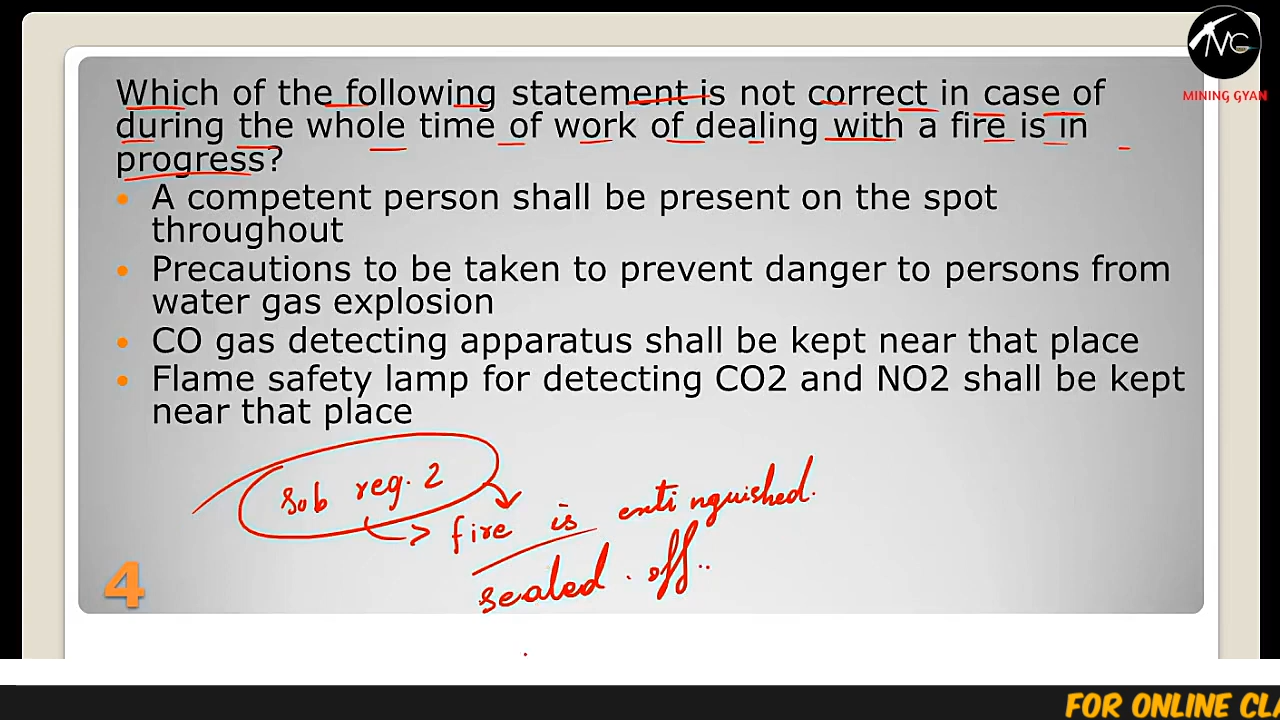 MC
MINING GYAN
Which of the following statement is not correct in case of
during the whole time of work of dealing with a fire is in
progress?
• A competent person shall be present on the spot
throughout
• Precautions to be taken to prevent danger to persons from
water gas explosion
• CO gas detecting apparatus shall be kept near that place
• Flame safety lamp for detecting CO2 and NO2 shall be kept
near that place
sub reg. 2
fire is extinguished.
sealed off..
4
FOR ONLINE CLA